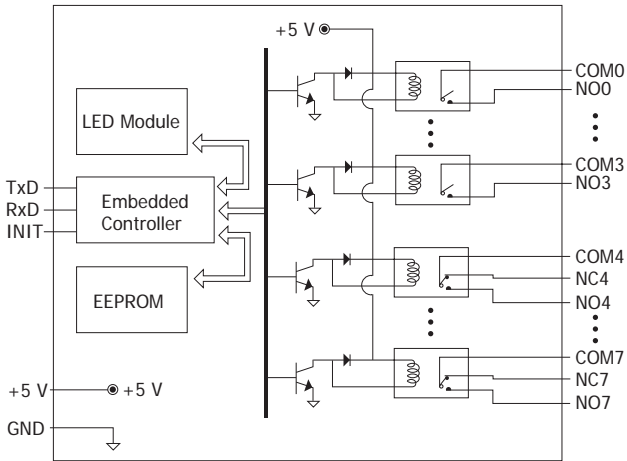 +5 V
COM0
NO0
LED Module
COM3
NO3
TxD
RxD
INIT
Embedded
Controller
COM4
NC4
NO4
EEPROM
COM7
NC7
NO7
+5 V
+5 V
GND